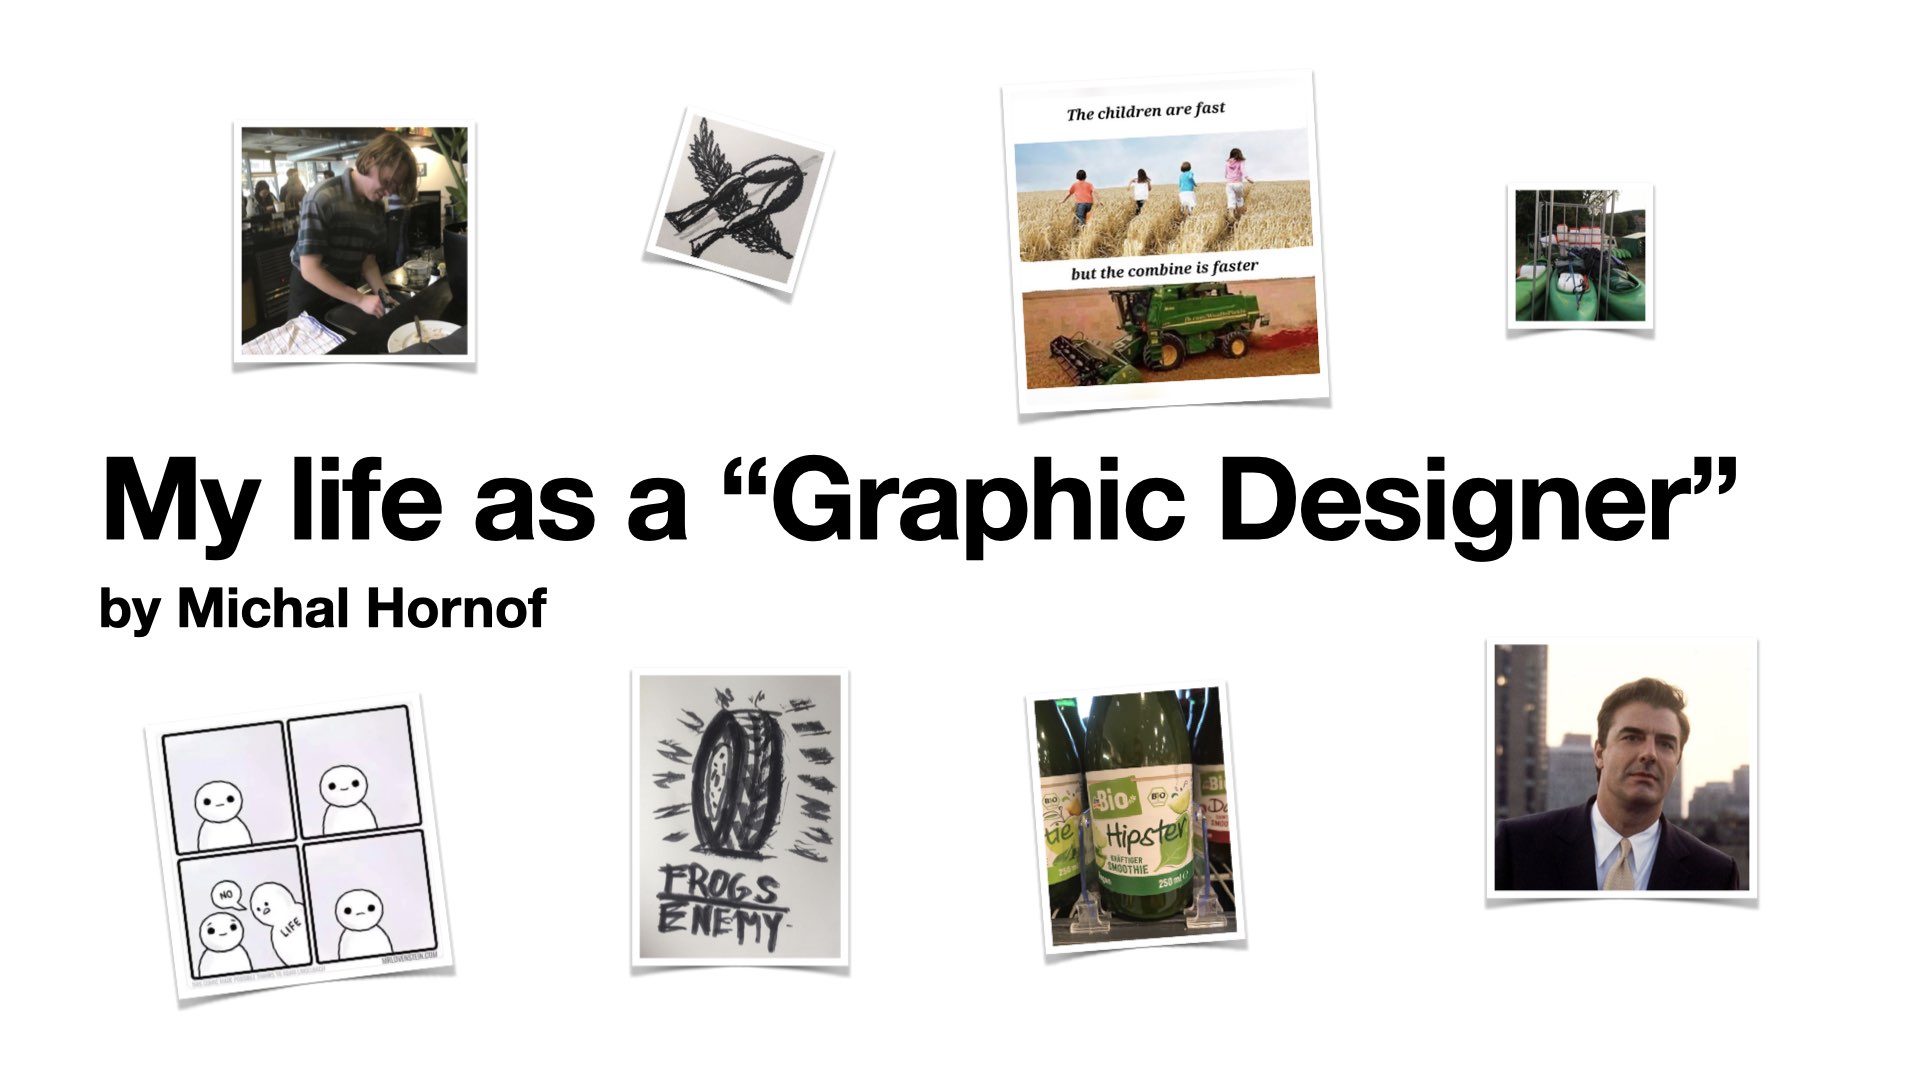 The children are fast
but the combine is faster
My life as a “Graphic Designer”
by Michal Hornof
NO
LIFE
MRLOVENSTEIN.COM
FROGS
ENEMY
Bio
BIO
Hipster
KRÄFTIGER
SMOOTHIE
250 ml